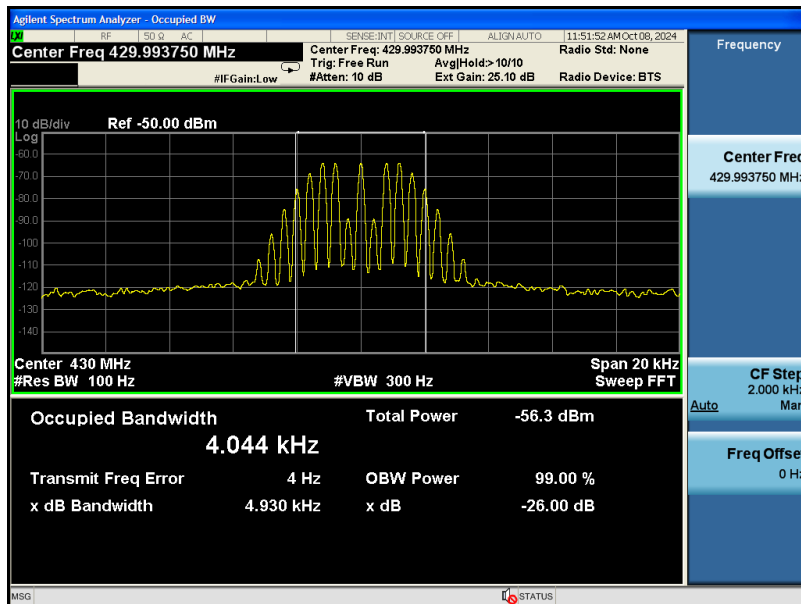 Agilent Spectrum Analyzer - Occupied BW
LXI RF 50 Ω AC SENSE:INT SOURCE OFF ALIGN AUTO 11:51:52 AM Oct 08, 2024
Center Freq 429.993750 MHz
Center Freq: 429.993750 MHz
Radio Std: None
Trig: Free Run
Avg|Hold:> 10/10
#IFGain:Low
#Atten: 10 dB
Ext Gain: 25.10 dB
Radio Device: BTS
10 dB/div
Ref -50.00 dBm
Log
-60.0
-70.0
-80.0
-90.0
-100
-110
-120
-130
-140
Center 430 MHz
Span 20 kHz
#Res BW 100 Hz
#VBW 300 Hz
Sweep FFT
Occupied Bandwidth
4.044 kHz
Total Power -56.3 dBm
Transmit Freq Error 4 Hz
OBW Power 99.00 %
x dB Bandwidth 4.930 kHz
x dB -26.00 dB
Frequency
Center Freq
429.993750 MHz
CF Step
2.000 kHz
Auto Man
Freq Offset
0 Hz
MSG
STATUS